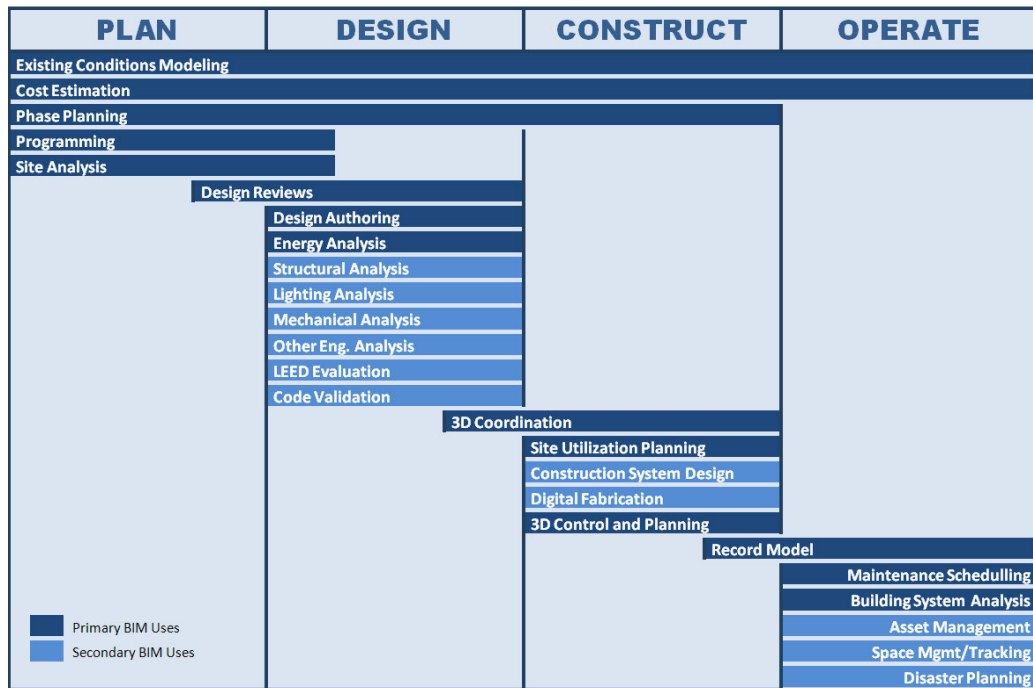 PLAN DESIGN CONSTRUCT OPERATE
Existing Conditions Modeling
Cost Estimation
Phase Planning
Programming
Site Analysis
Design Reviews
Design Authoring
Energy Analysis
Structural Analysis
Lighting Analysis
Mechanical Analysis
Other Eng. Analysis
LEED Evaluation
Code Validation
3D Coordination
Site Utilization Planning
Construction System Design
Digital Fabrication
3D Control and Planning
Record Model
Maintenance Schedulling
Building System Analysis
Asset Management
Space Mgmt/Tracking
Disaster Planning
Primary BIM Uses
Secondary BIM Uses